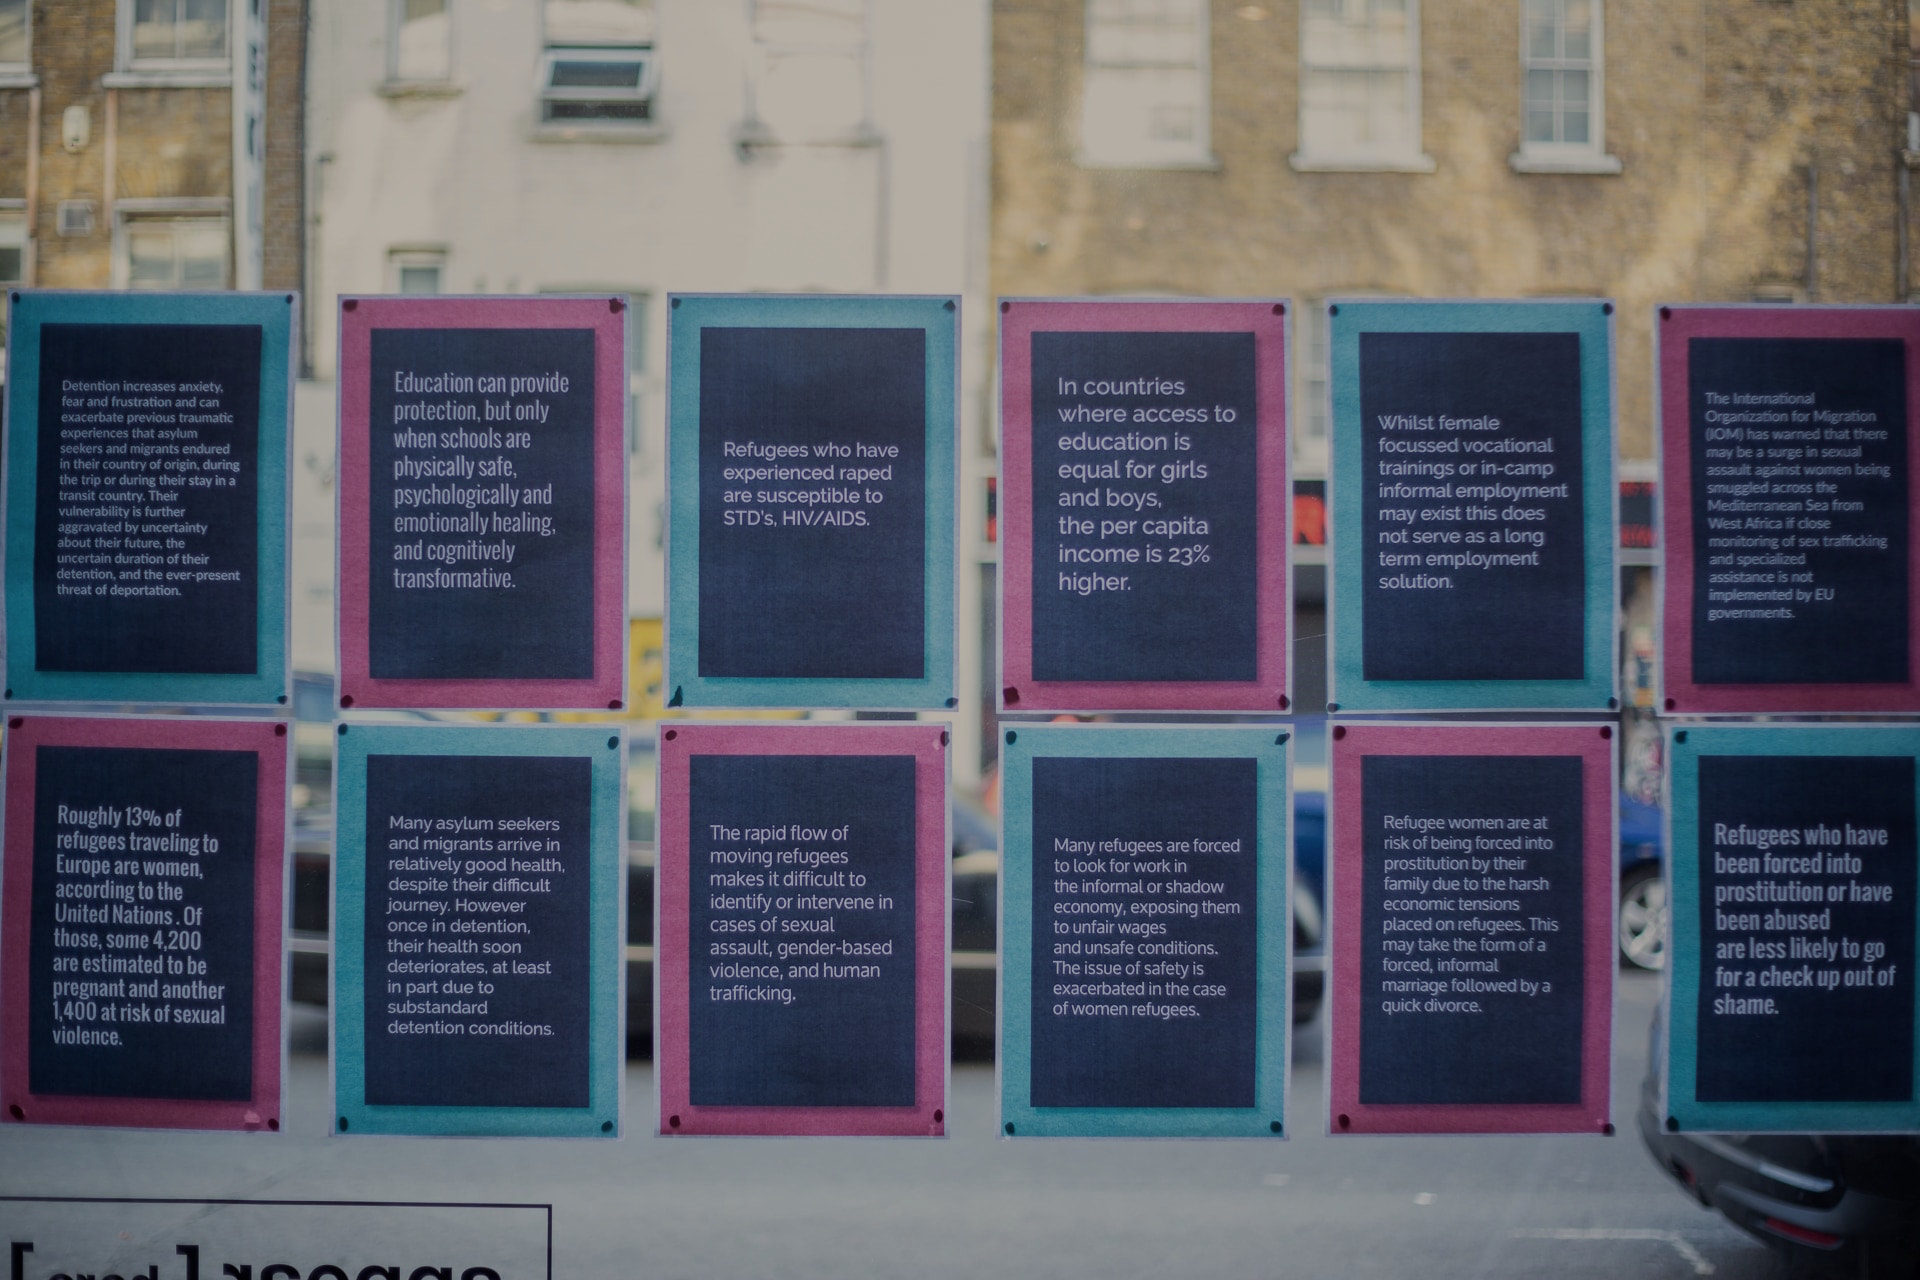 Detention increases anxiety,
fear and frustration and can
exacerbate previous traumatic
experiences that asylum
seekers and migrants endured
in their country of origin, during
the trip or during their stay in a
transit country. Their
vulnerability is further
aggravated by uncertainty
about their future, the
uncertain duration of their
detention, and the ever-present
threat of deportation.
Education can provide
protection, but only
when schools are
physically safe,
psychologically and
emotionally healing,
and cognitively
transformative.
Refugees who have
experienced raped
are susceptible to
STD's, HIV/AIDS.
In countries
where access to
education is
equal for girls
and boys,
the per capita
income is 23%
higher.
Whilst female
focussed vocational
trainings or in-camp
informal employment
may exist this does
not serve as a long
term employment
solution.
The International
Organization for Migration
(IOM) has warned that there
may be a surge in sexual
assault against women being
smuggled across the
Mediterranean Sea from
West Africa if close
monitoring of sex trafficking
and specialized
assistance is not
implemented by EU
governments.
Roughly 13% of
refugees traveling to
Europe are women,
according to the
United Nations . Of
those, some 4,200
are estimated to be
pregnant and another
1,400 at risk of sexual
violence.
Many asylum seekers
and migrants arrive in
relatively good health,
despite their difficult
journey. However
once in detention,
their health soon
deteriorates, at least
in part due to
substandard
detention conditions.
The rapid flow of
moving refugees
makes it difficult to
identify or intervene in
cases of sexual
assault, gender-based
violence, and human
trafficking.
Many refugees are forced
to look for work in
the informal or shadow
economy, exposing them
to unfair wages
and unsafe conditions.
The issue of safety is
exacerbated in the case
of women refugees.
Refugee women are at
risk of being forced into
prostitution by their
family due to the harsh
economic tensions
placed on refugees. This
may take the form of a
forced, informal
marriage followed by a
quick divorce.
Refugees who have
been forced into
prostitution or have
been abused
are less likely to go
for a check up out of
shame.